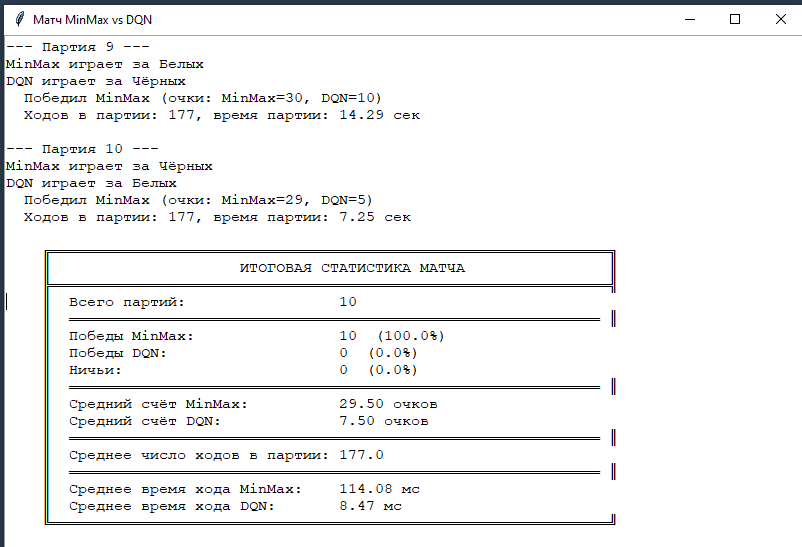 Матч MinMax vs DQN
--- Партия 9 ---
MinMax играет за Белых
DQN играет за Чёрных
Победил MinMax (очки: MinMax=30, DQN=10)
Ходов в партии: 177, время партии: 14.29 сек
--- Партия 10 ---
MinMax играет за Чёрных
DQN играет за Белых
Победил MinMax (очки: MinMax=29, DQN=5)
Ходов в партии: 177, время партии: 7.25 сек
ИТОГОВАЯ СТАТИСТИКА МАТЧА
Всего партий: 10
Победы MinMax: 10 (100.0%)
Победы DQN: 0 (0.0%)
Ничьи: 0 (0.0%)
Средний счёт MinMax: 29.50 очков
Средний счёт DQN: 7.50 очков
Среднее число ходов в партии: 177.0
Среднее время хода MinMax: 114.08 мс
Среднее время хода DQN: 8.47 мс